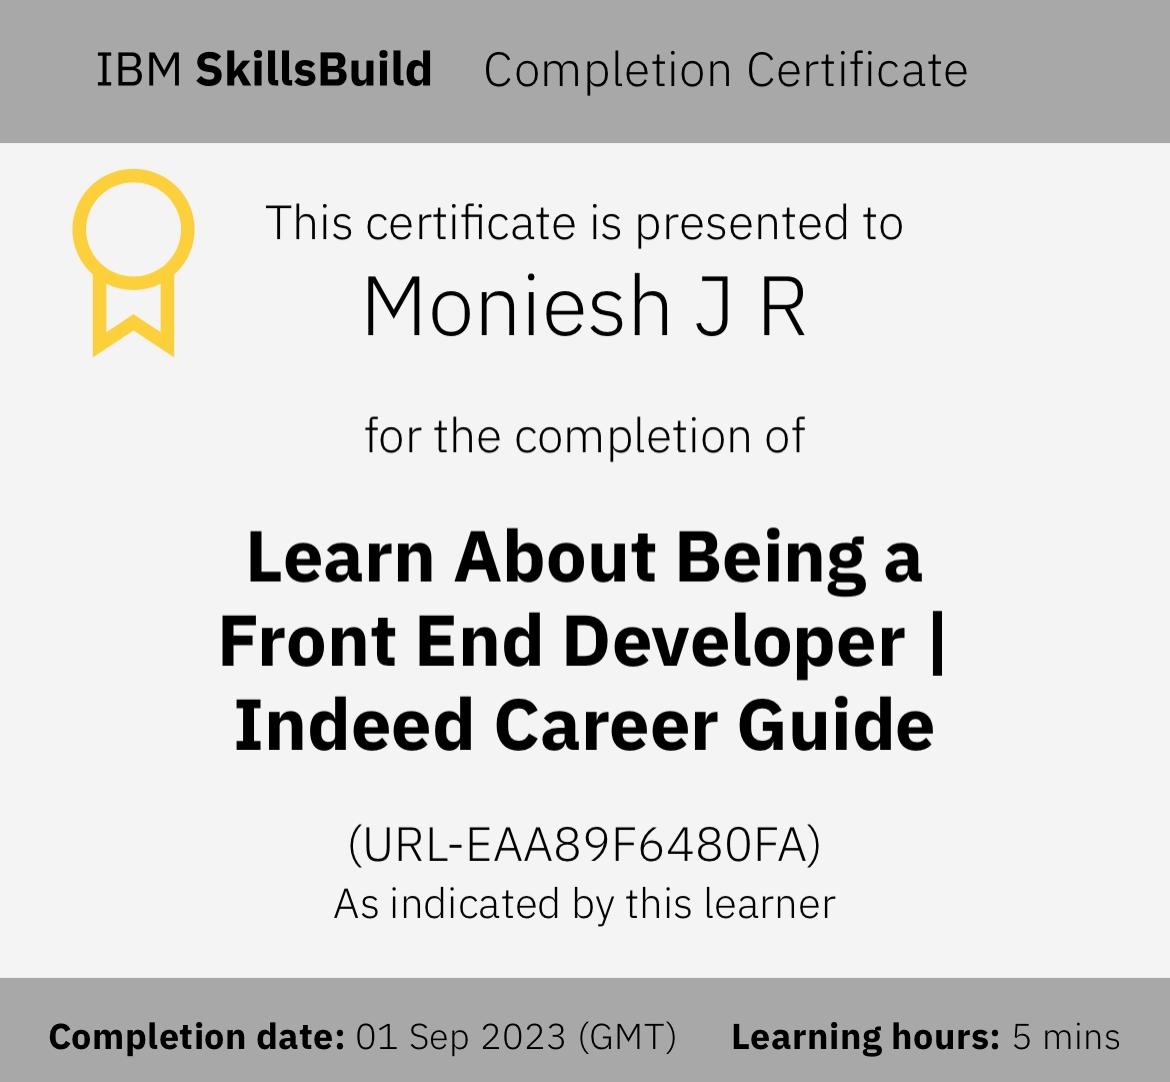 IBM SkillsBuild Completion Certificate
This certificate is presented to
Moniesh J R
for the completion of
Learn About Being a
Front End Developer |
Indeed Career Guide
(URL-EAA89F6480FA)
As indicated by this learner
Completion date: 01 Sep 2023 (GMT) Learning hours: 5 mins